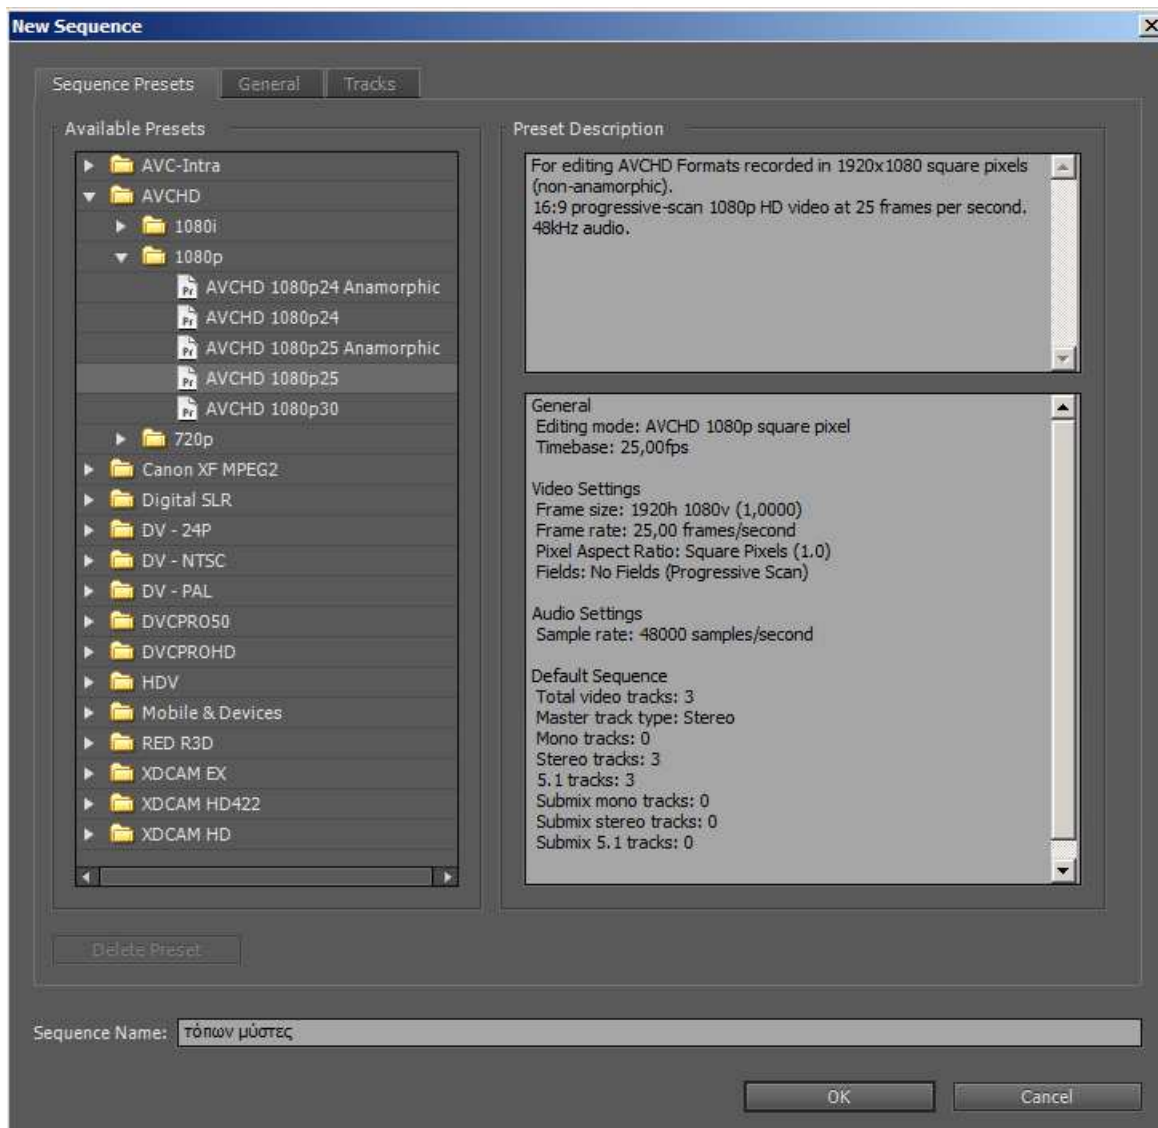 New Sequence
Sequence Presets
General
Tracks
Available Presets
AVC-Intra
AVCHD
1080i
1080p
AVCHD 1080p24 Anamorphic
AVCHD 1080p24
AVCHD 1080p25 Anamorphic
AVCHD 1080p25
AVCHD 1080p30
720p
Canon XF MPEG2
Digital SLR
DV - 24P
DV - NTSC
DV - PAL
DVCPRO50
DVCPROHD
HDV
Mobile & Devices
RED R3D
XDCAM EX
XDCAM HD422
XDCAM HD
Preset Description
For editing AVCHD Formats recorded in 1920x1080 square pixels
(non-anamorphic).
16:9 progressive-scan 1080p HD video at 25 frames per second.
48kHz audio.
General
Editing mode: AVCHD 1080p square pixel
Timebase: 25,00fps
Video Settings
Frame size: 1920h 1080v (1,0000)
Frame rate: 25,00 frames/second
Pixel Aspect Ratio: Square Pixels (1.0)
Fields: No Fields (Progressive Scan)
Audio Settings
Sample rate: 48000 samples/second
Default Sequence
Total video tracks: 3
Master track type: Stereo
Mono tracks: 0
Stereo tracks: 3
5.1 tracks: 3
Submix mono tracks: 0
Submix stereo tracks: 0
Submix 5.1 tracks: 0
Delete Preset
Sequence Name: τόπων μύστες
OK
Cancel